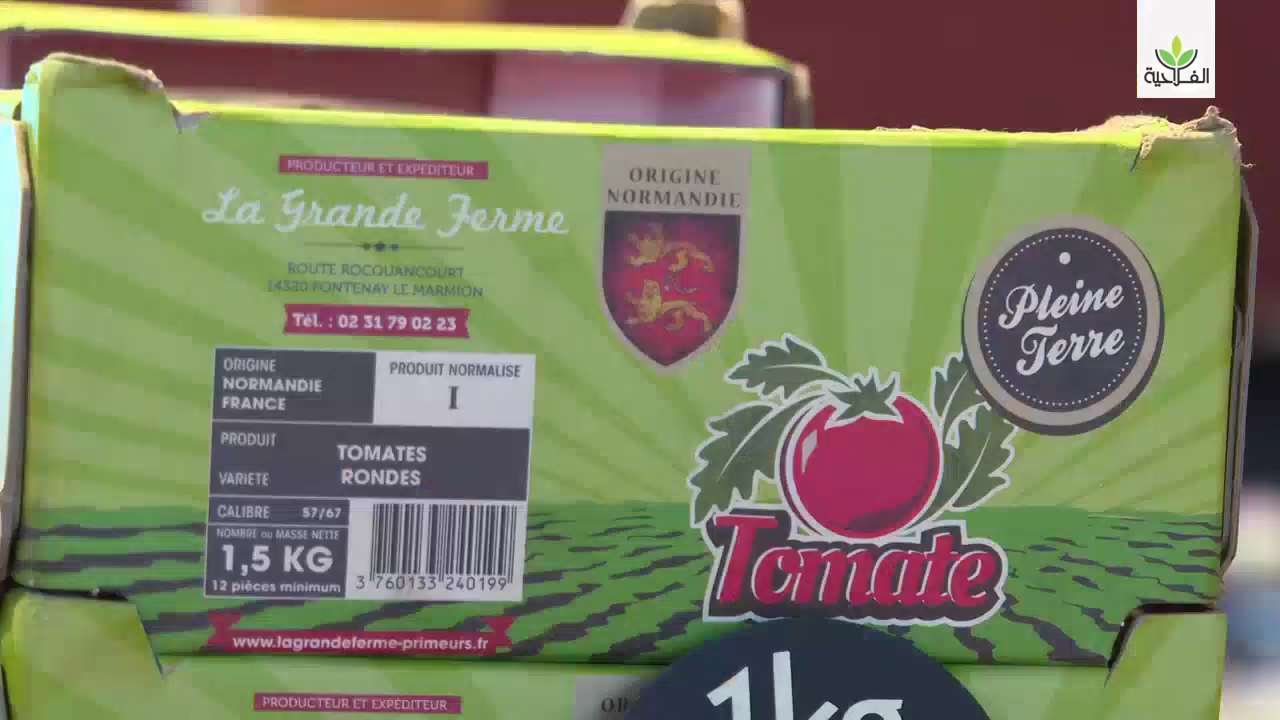 الفلاحية
PRODUCTEUR ET EXPEDITEUR
La Grande Ferme
ROUTE ROCQUANCOURT
14320 FONTENAY LE MARMION
Tél. : 02 31 79 02 23
ORIGINE
NORMANDIE
Pleine
Terre
ORIGINE
NORMANDIE
FRANCE
PRODUIT NORMALISE
I
PRODUIT
TOMATES
VARIETE
RONDES
CALIBRE 57/67
NOMBRE ou MASSE NETTE
1,5 KG
12 pièces minimum
3 760133 240199
Tomate
www.lagrandeferme-primeurs.fr
PRODUCTEUR ET EXPÉDITEUR
1kg